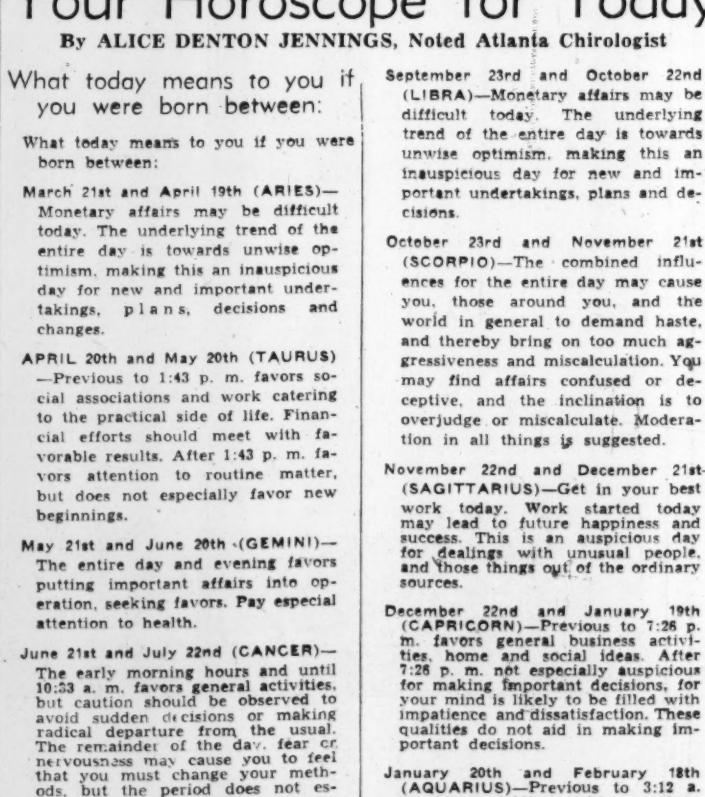 Your Horoscope for Today
By ALICE DENTON JENNINGS, Noted Atlanta Chirologist
What today means to you if
you were born between:
What today means to you if you were
born between:
March 21st and April 19th (ARIES)—
Monetary affairs may be difficult
today. The underlying trend of the
entire day is towards unwise op-
timism, making this an inauspicious
day for new and important under-
takings, plans, decisions and
changes.
APRIL 20th and May 20th (TAURUS)
—Previous to 1:43 p. m. favors so-
cial associations and work catering
to the practical side of life. Finan-
cial efforts should meet with fa-
vorable results. After 1:43 p. m. fa-
vors attention to routine matter,
but does not especially favor new
beginnings.
May 21st and June 20th (GEMINI)—
The entire day and evening favors
putting important affairs into op-
eration, seeking favors. Pay especial
attention to health.
June 21st and July 22nd (CANCER)—
The early morning hours and until
10:33 a. m. favors general activities,
but caution should be observed to
avoid sudden decisions or making
radical departure from the usual.
The remainder of the day, fear or
nervousness may cause you to feel
that you must change your meth-
ods, but the period does not es-
September 23rd and October 22nd
(LIBRA)—Monetary affairs may be
difficult today. The underlying
trend of the entire day is towards
unwise optimism, making this an
inauspicious day for new and im-
portant undertakings, plans and de-
cisions.
October 23rd and November 21st
(SCORPIO)—The combined influ-
ences for the entire day may cause
you, those around you, and the
world in general to demand haste,
and thereby bring on too much ag-
gressiveness and miscalculation. You
may find affairs confused or de-
ceptive, and the inclination is to
overjudge or miscalculate. Modera-
tion in all things is suggested.
November 22nd and December 21st
(SAGITTARIUS)—Get in your best
work today. Work started today
may lead to future happiness and
success. This is an auspicious day
for dealings with unusual people,
and those things out of the ordinary
sources.
December 22nd and January 19th
(CAPRICORN)—Previous to 7:26 p.
m. favors general business activi-
ties, home and social ideas. After
7:26 p. m. not especially auspicious
for making important decisions, for
your mind is likely to be filled with
impatience and dissatisfaction. These
qualities do not aid in making im-
portant decisions.
January 20th and February 18th
(AQUARIUS)—Previous to 3:12 a.